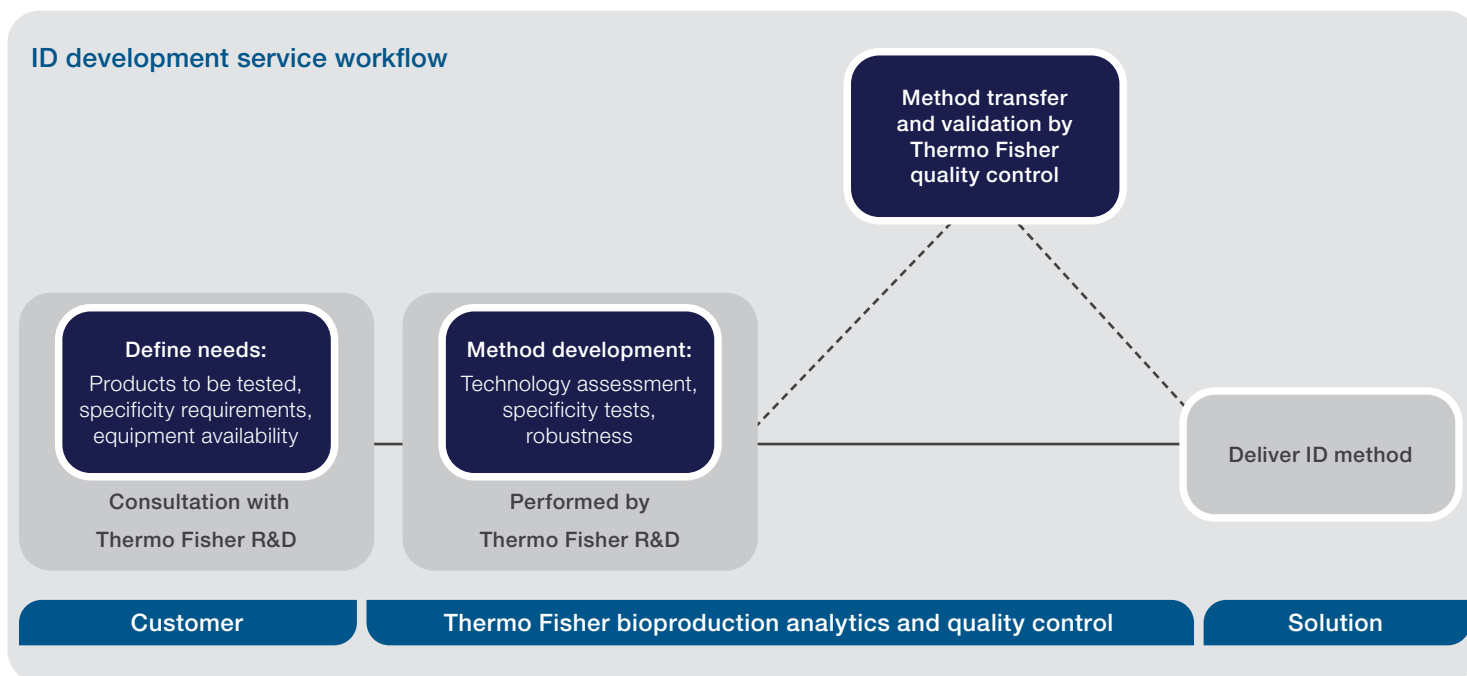 ID development service workflow
Method transfer
and validation by
Thermo Fisher
quality control
Define needs:
Products to be tested,
specificity requirements,
equipment availability
Consultation with
Thermo Fisher R&D
Method development:
Technology assessment,
specificity tests,
robustness
Performed by
Thermo Fisher R&D
Deliver ID method
Customer
Thermo Fisher bioproduction analytics and quality control
Solution